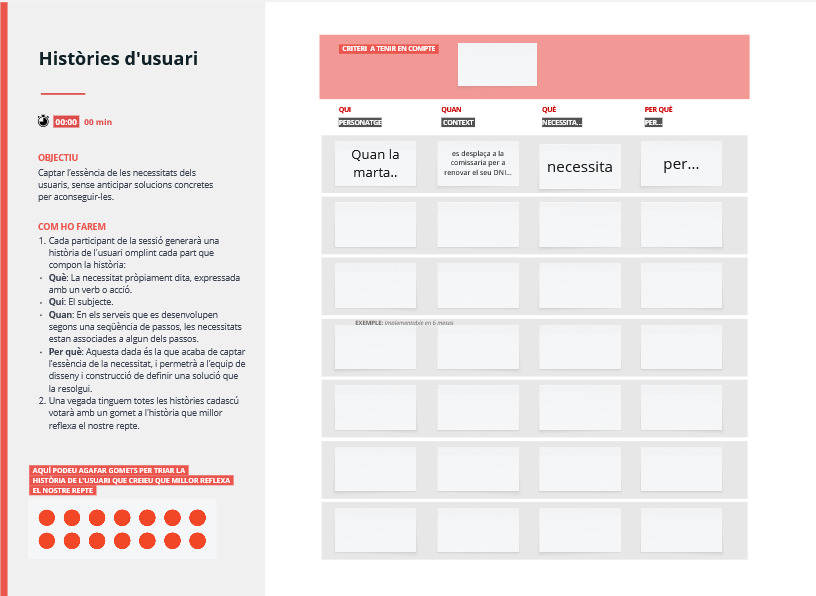 Històries d'usuari
00:00 00 min
OBJECTIU
Captar l'essència de les necessitats dels
usuaris, sense anticipar solucions concretes
per aconseguir-les.
COM HO FAREM
1. Cada participant de la sessió generarà una
història de l'usuari omplint cada part que
compon la història:
• Què: La necessitat pròpiament dita, expressada
amb un verb o acció.
• Qui: El subjecte.
• Quan: En els serveis que es desenvolupen
segons una seqüència de passos, les necessitats
estan associades a algun dels passos.
• Per què: Aquesta dada és la que acaba de captar
l'essència de la necessitat, i permetrà a l'equip de
disseny i construcció de definir una solució que
la resolgui.
2. Una vegada tinguem totes les històries cadascú
votarà amb un gomet a l'història que millor
reflexa el nostre repte.
AQUÍ PODEU AGAFAR GOMETS PER TRIAR LA
HISTÒRIA DE L'USUARI QUE CREIEU QUE MILLOR REFLEXA
EL NOSTRE REPTE
CRITERI A TENIR EN COMPTE
QUI QUAN QUÈ PER QUÈ
PERSONATGE CONTEXT NECESSITA... PER...
Quan la
marta..
es desplaça a la
comissaria per a
renovar el seu DNI...
necessita
per...
EXEMPLE: Implementable en 6 mesos